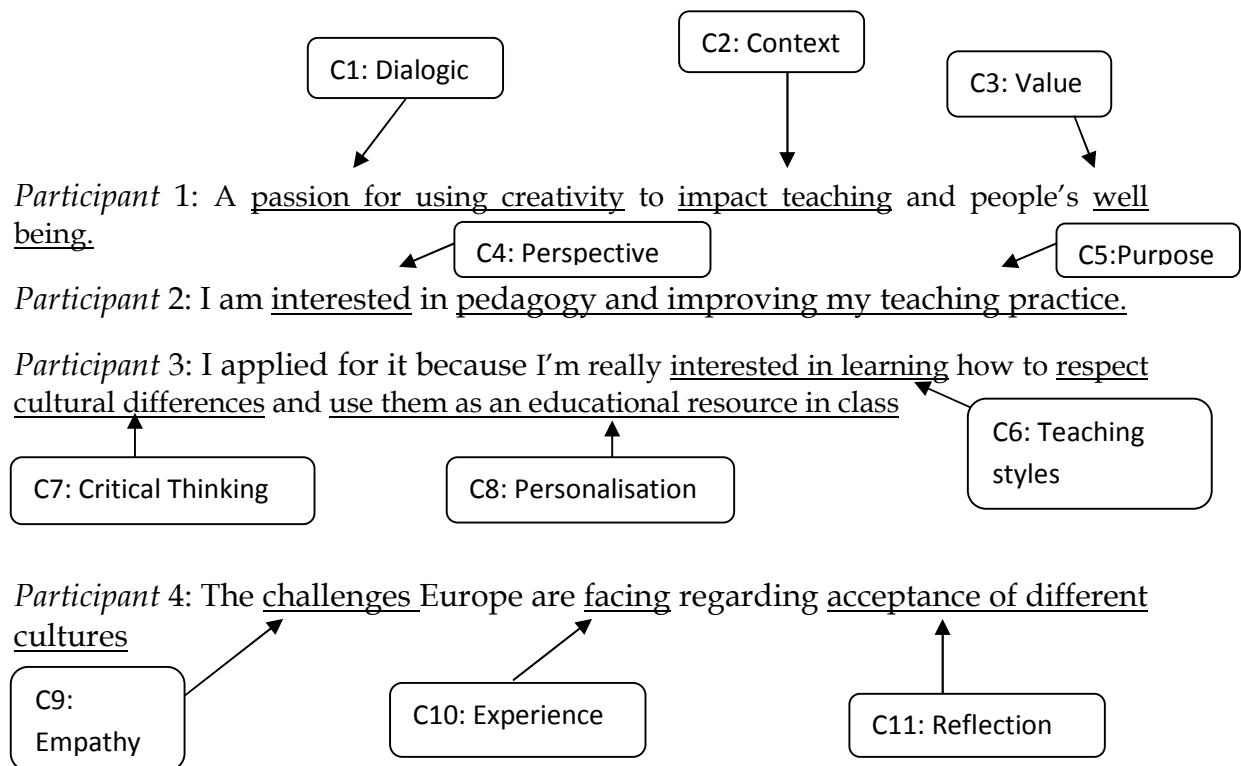 C2: Context
C1: Dialogic
C3: Value
Participant 1: A passion for using creativity to impact teaching and people’s well
being.
C4: Perspective
C5:Purpose
Participant 2: I am interested in pedagogy and improving my teaching practice.
Participant 3: I applied for it because I’m really interested in learning how to respect
cultural differences and use them as an educational resource in class
C6: Teaching
styles
C7: Critical Thinking
C8: Personalisation
Participant 4: The challenges Europe are facing regarding acceptance of different
cultures
C9:
Empathy
C10: Experience
C11: Reflection